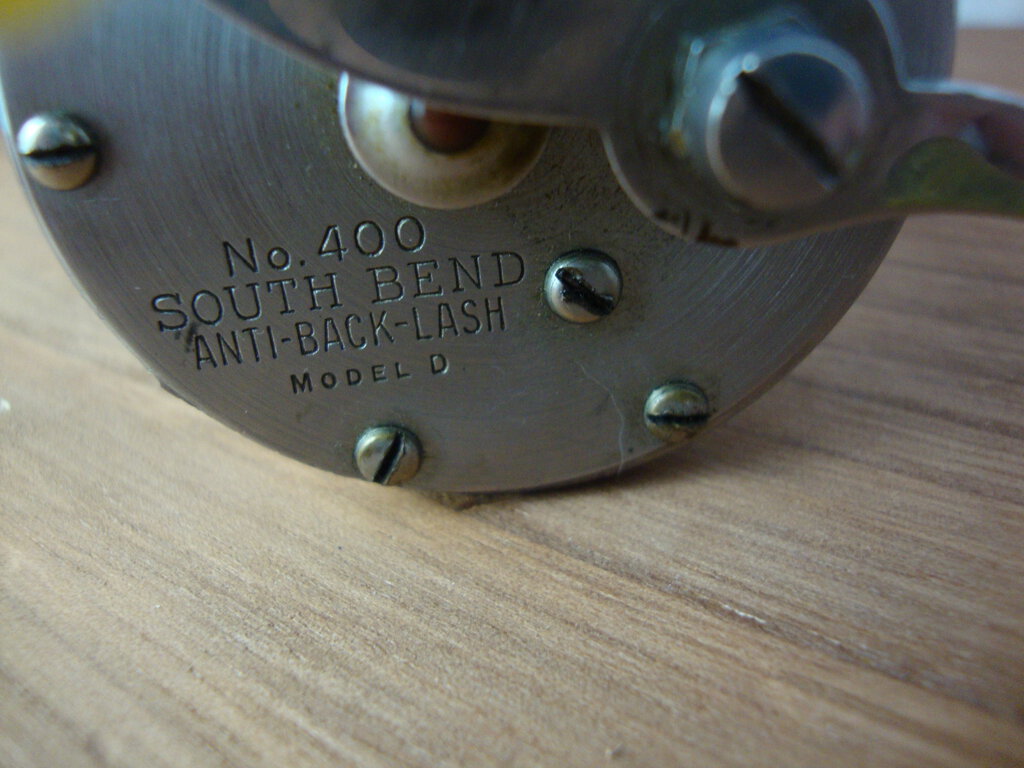 No. 400
SOUTH BEND
ANTI-BACK-LASH
MODEL D